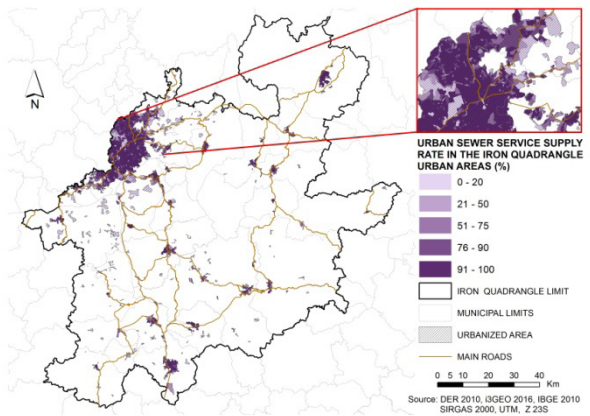 N
URBAN SEWER SERVICE SUPPLY
RATE IN THE IRON QUADRANGLE
URBAN AREAS (%)
0 - 20
21 - 50
51 - 75
76 - 90
91 - 100
IRON QUADRANGLE LIMIT
MUNICIPAL LIMITS
URBANIZED AREA
MAIN ROADS
0 5 10 20 30 40
Km
Source: DER 2010, i3GEO 2016, IBGE 2010
SIRGAS 2000, UTM, Z 23S